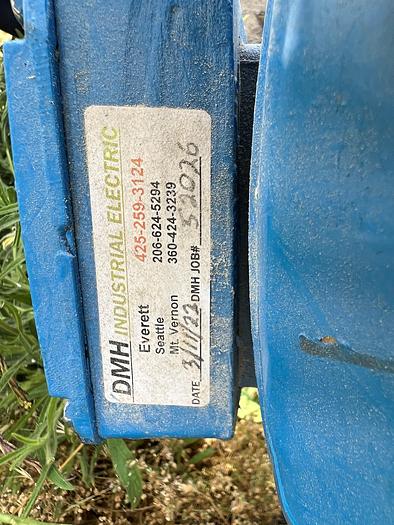 DMH INDUSTRIAL ELECTRIC
Everett 425-259-3124
Seattle 206-624-5294
Mt. Vernon 360-424-3239
DATE 3/11/22 DMH JOB# 52026